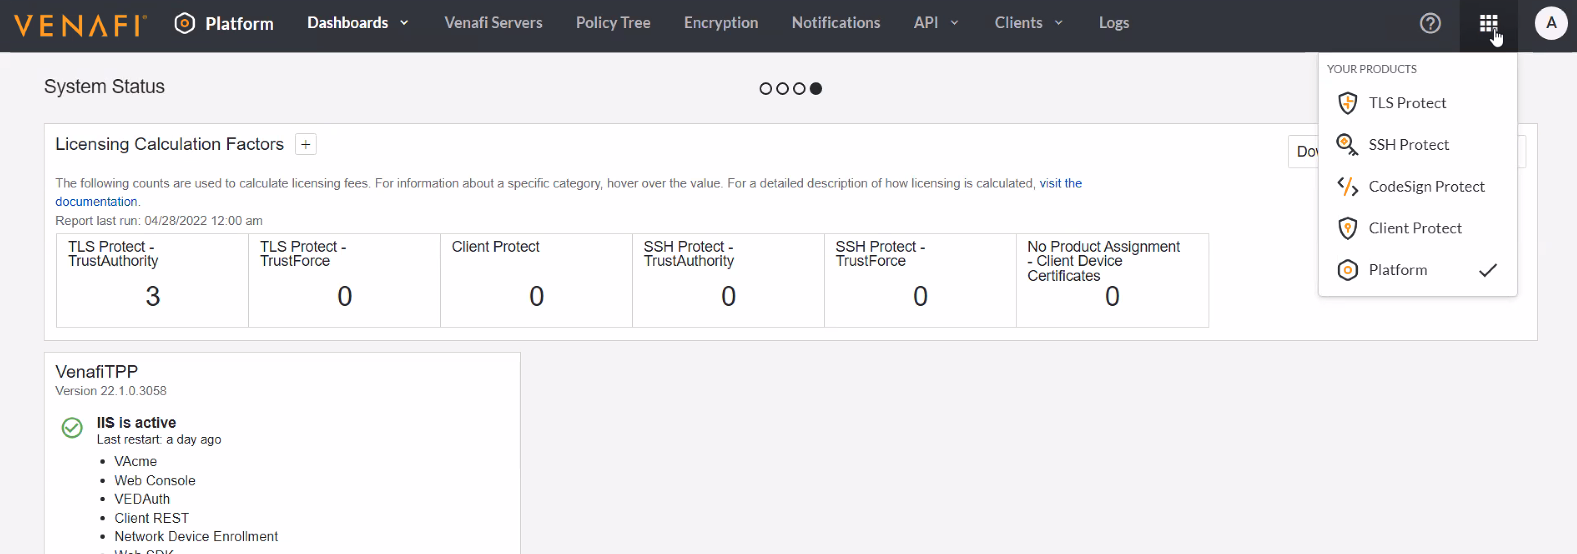 VENAFI Platform Dashboards Venafi Servers Policy Tree Encryption Notifications API Clients Logs A
System Status
YOUR PRODUCTS
TLS Protect
SSH Protect
CodeSign Protect
Client Protect
Platform
Licensing Calculation Factors +
The following counts are used to calculate licensing fees. For information about a specific category, hover over the value. For a detailed description of how licensing is calculated, visit the
documentation.
Report last run: 04/28/2022 12:00 am
TLS Protect -
TrustAuthority
3
TLS Protect -
TrustForce
0
Client Protect
0
SSH Protect -
TrustAuthority
0
SSH Protect -
TrustForce
0
No Product Assignment
- Client Device
Certificates
0
VenafiTPP
Version 22.1.0.3058
IIS is active
Last restart: a day ago
• VAcme
• Web Console
• VEDAuth
• Client REST
• Network Device Enrollment
• Web SDK